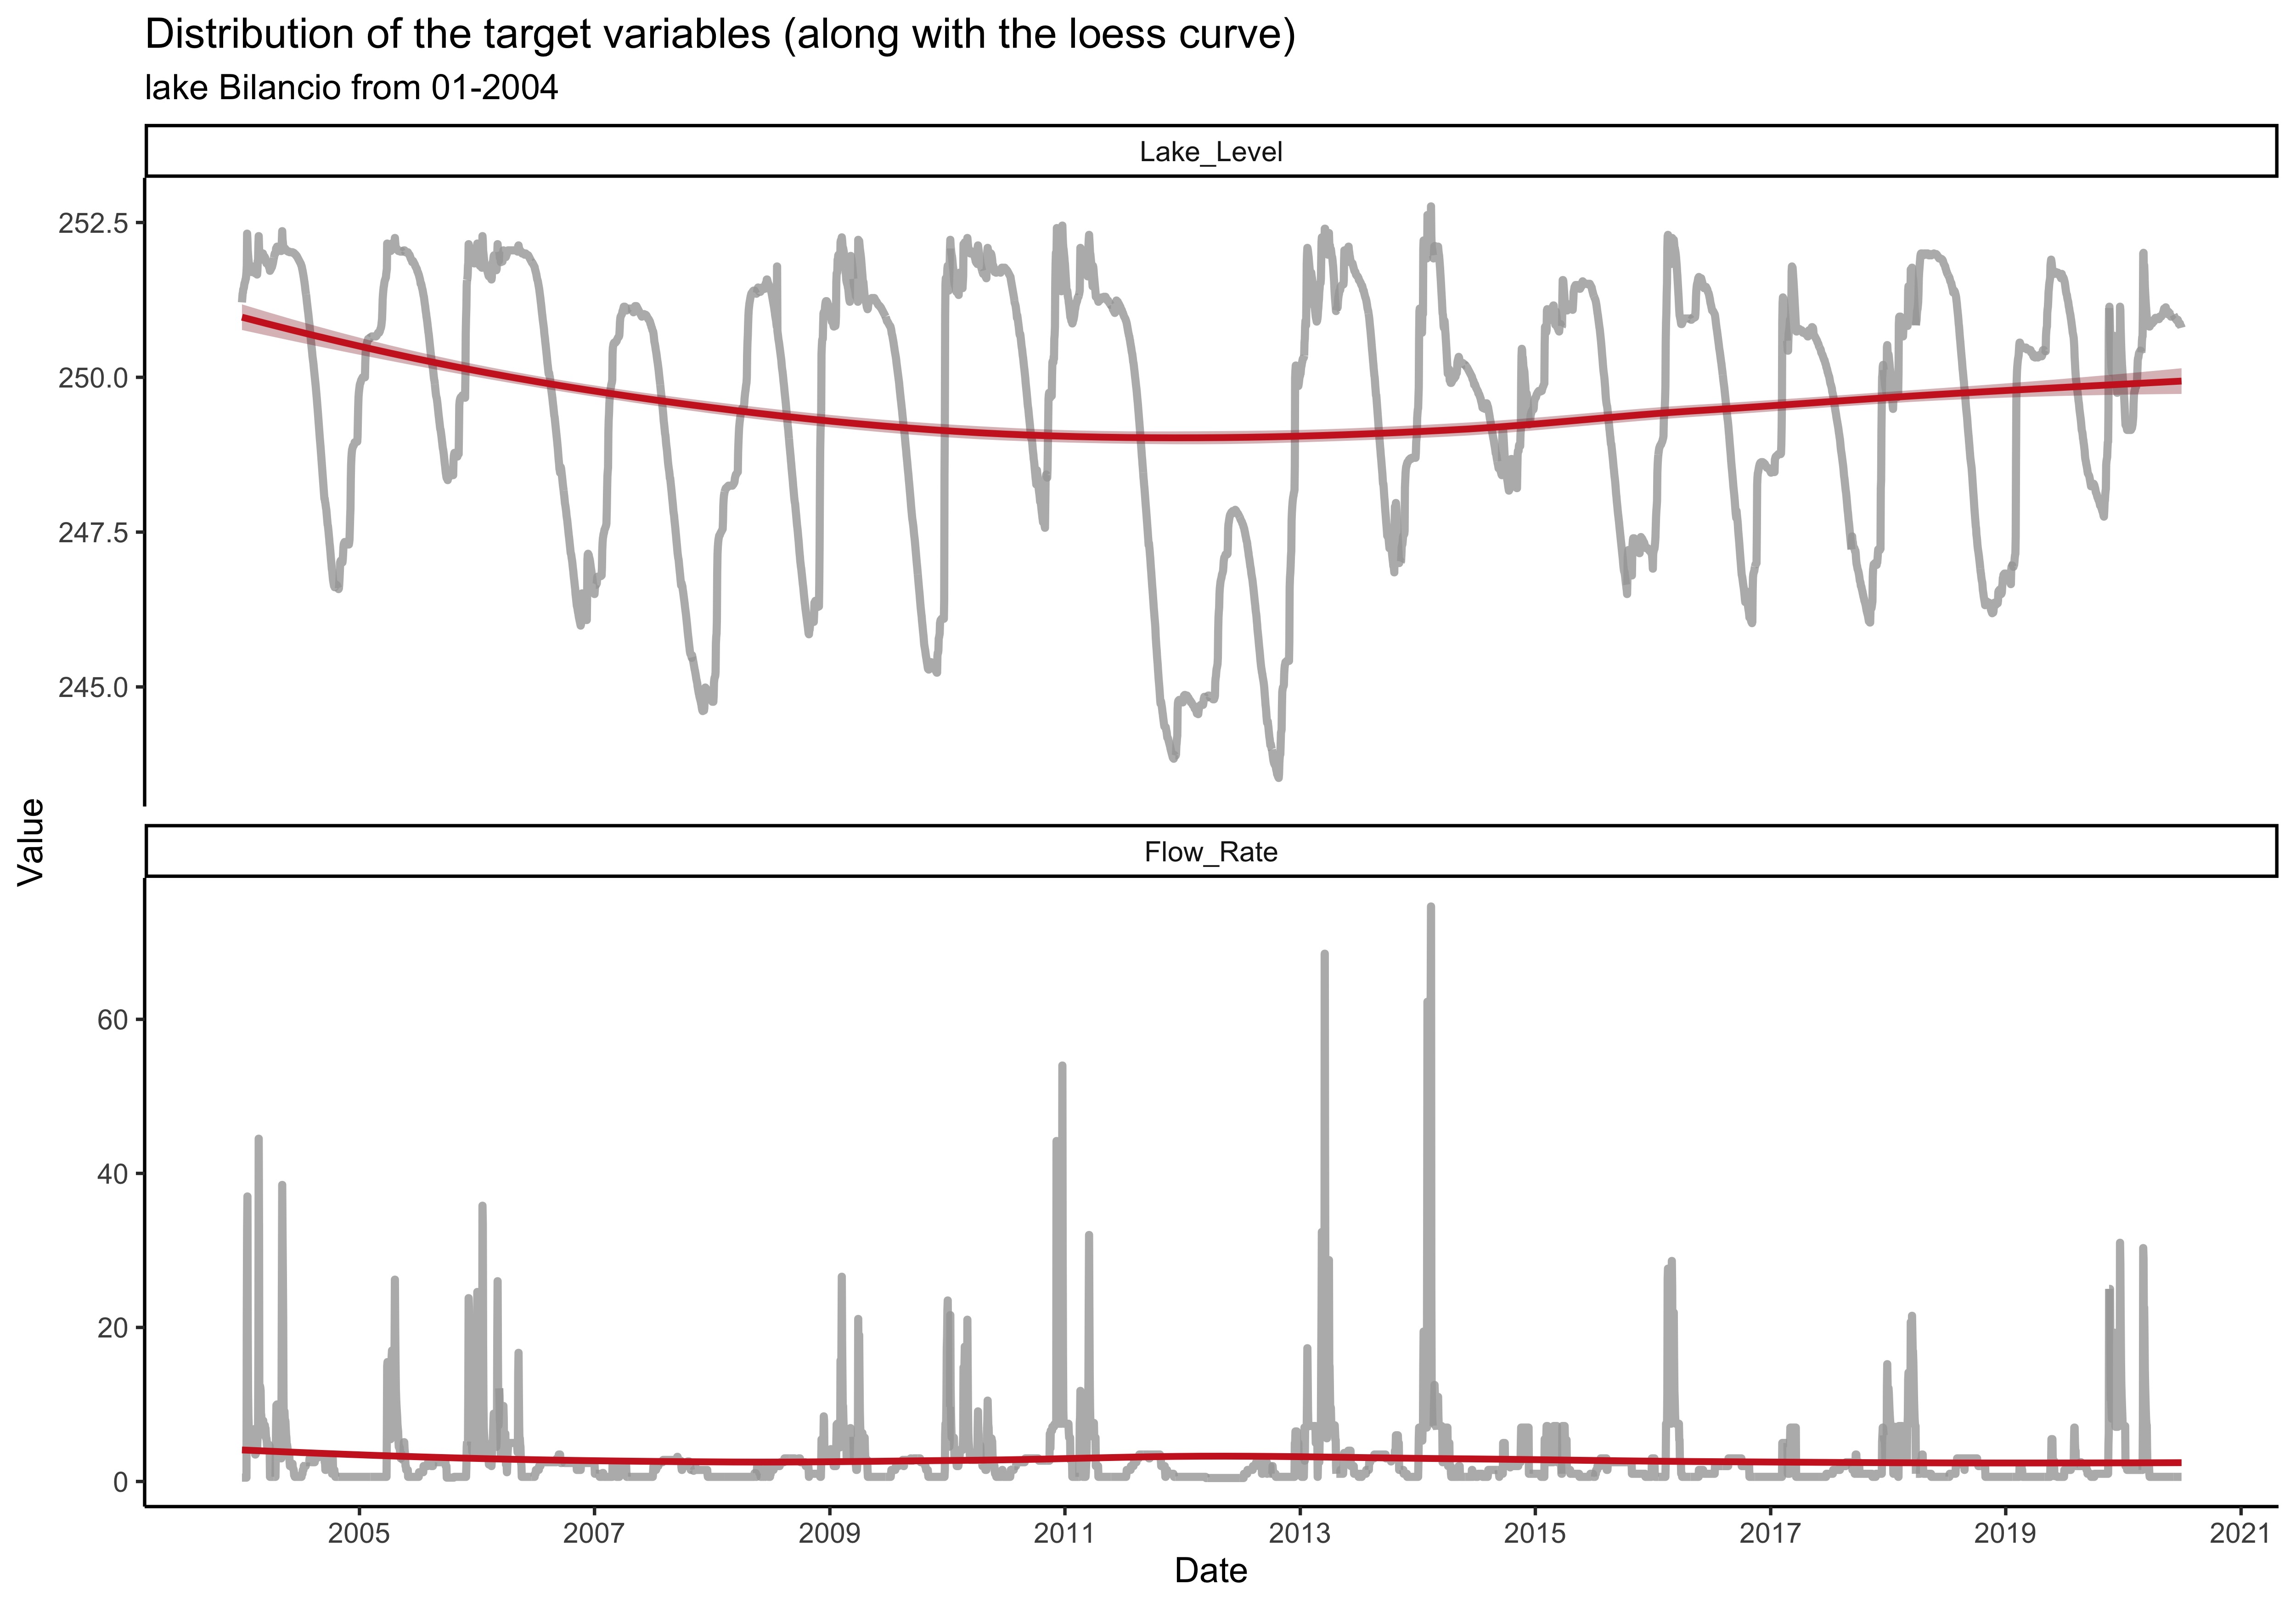 Distribution of the target variables (along with the loess curve)
lake Bilancio from 01-2004
Lake_Level
252.5
250.0
247.5
245.0
Value
Flow_Rate
60
40
20
0
2005 2007 2009 2011 2013 2015 2017 2019 2021
Date